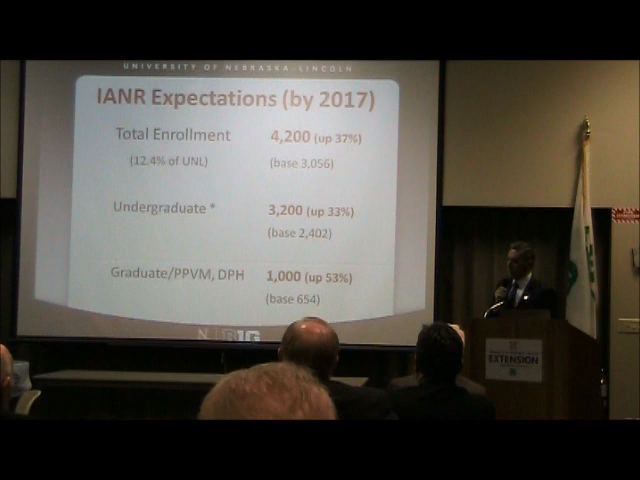 UNIVERSITY OF NEBRASKA-LINCOLN
IANR Expectations (by 2017)
Total Enrollment 4,200 (up 37%)
(12.4% of UNL) (base 3,056)
Undergraduate * 3,200 (up 33%)
(base 2,402)
Graduate/PPVM, DPH 1,000 (up 53%)
(base 654)
EXTENSION